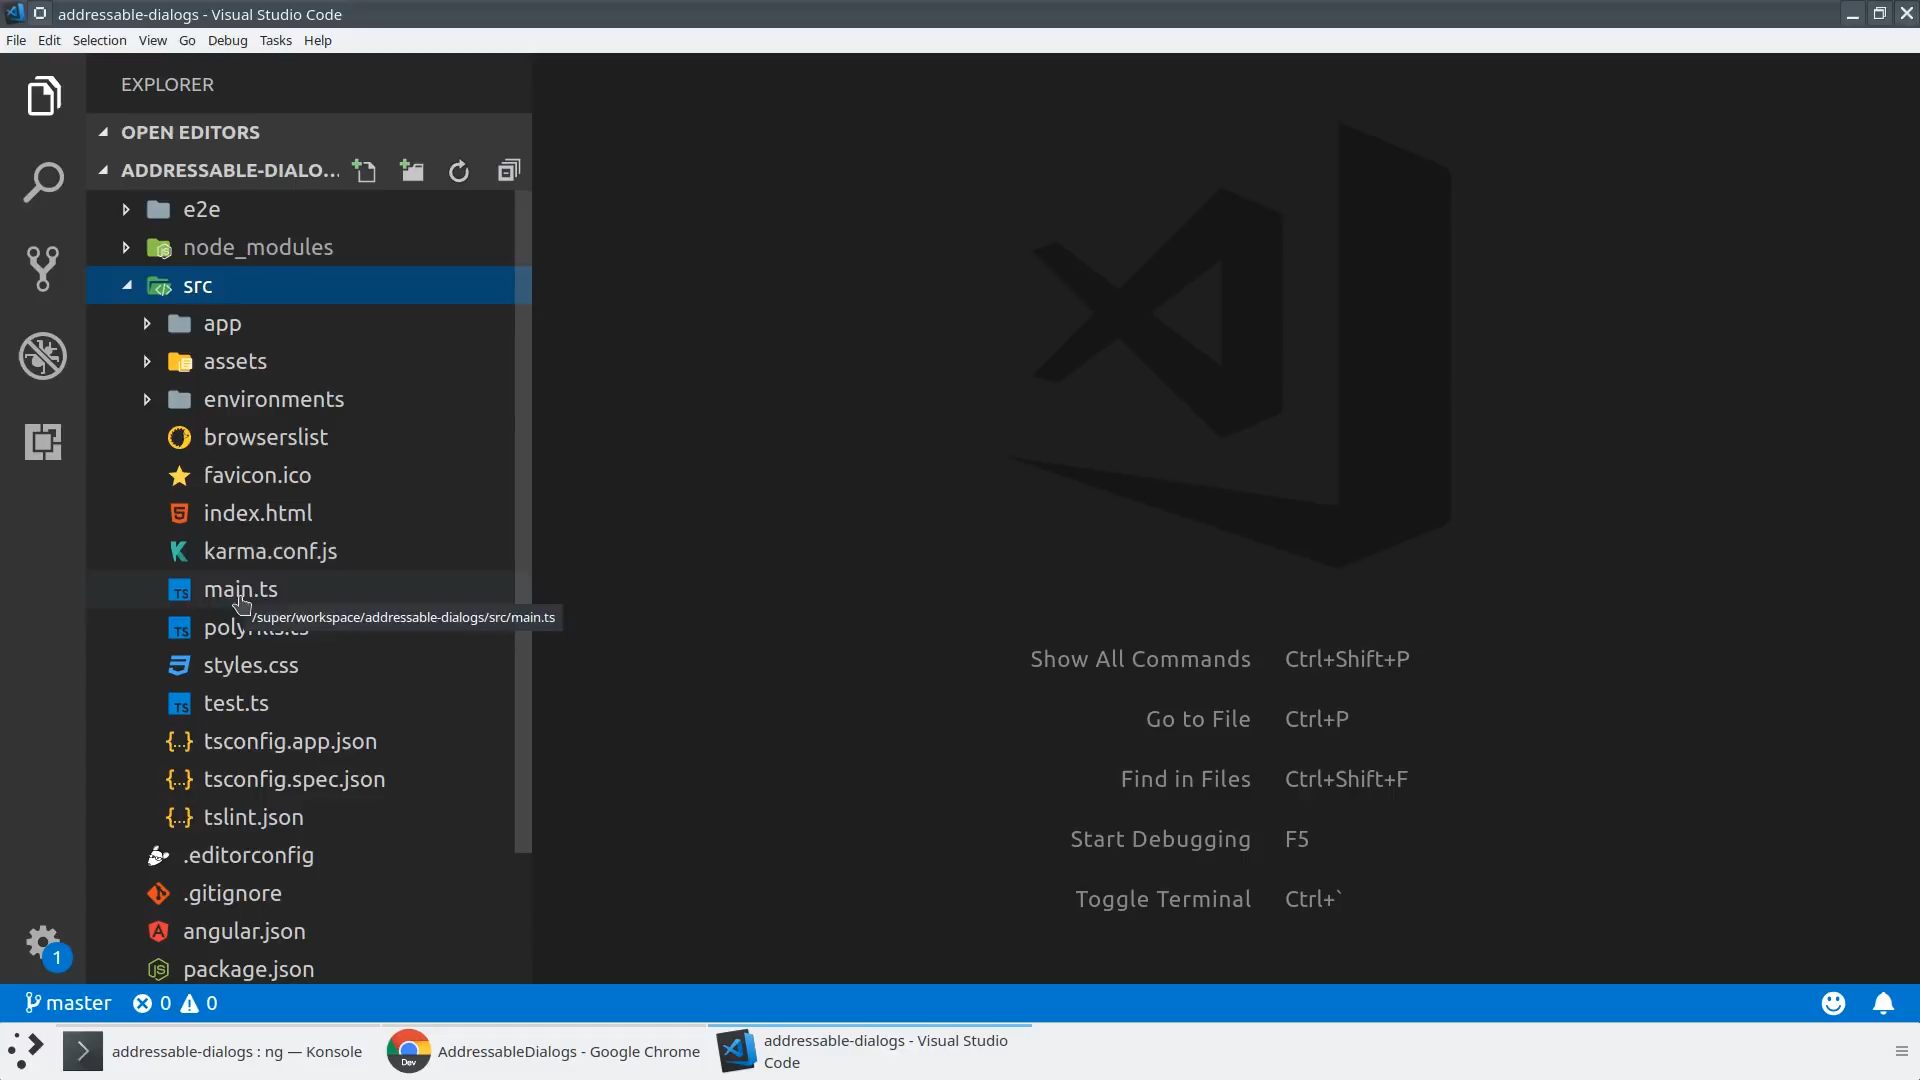 addressable-dialogs - Visual Studio Code
File Edit Selection View Go Debug Tasks Help
EXPLORER
OPEN EDITORS
ADDRESSABLE-DIALO...
e2e
node_modules
src
app
assets
environments
browserslist
favicon.ico
index.html
karma.conf.js
main.ts
/super/workspace/addressable-dialogs/src/main.ts
polyfills.ts
styles.css
test.ts
tsconfig.app.json
tsconfig.spec.json
tslint.json
.editorconfig
.gitignore
angular.json
package.json
Show All Commands Ctrl+Shift+P
Go to File Ctrl+P
Find in Files Ctrl+Shift+F
Start Debugging F5
Toggle Terminal Ctrl+`
1
master 0 0
addressable-dialogs : ng — Konsole
Dev
AddressableDialogs - Google Chrome
addressable-dialogs - Visual Studio
Code